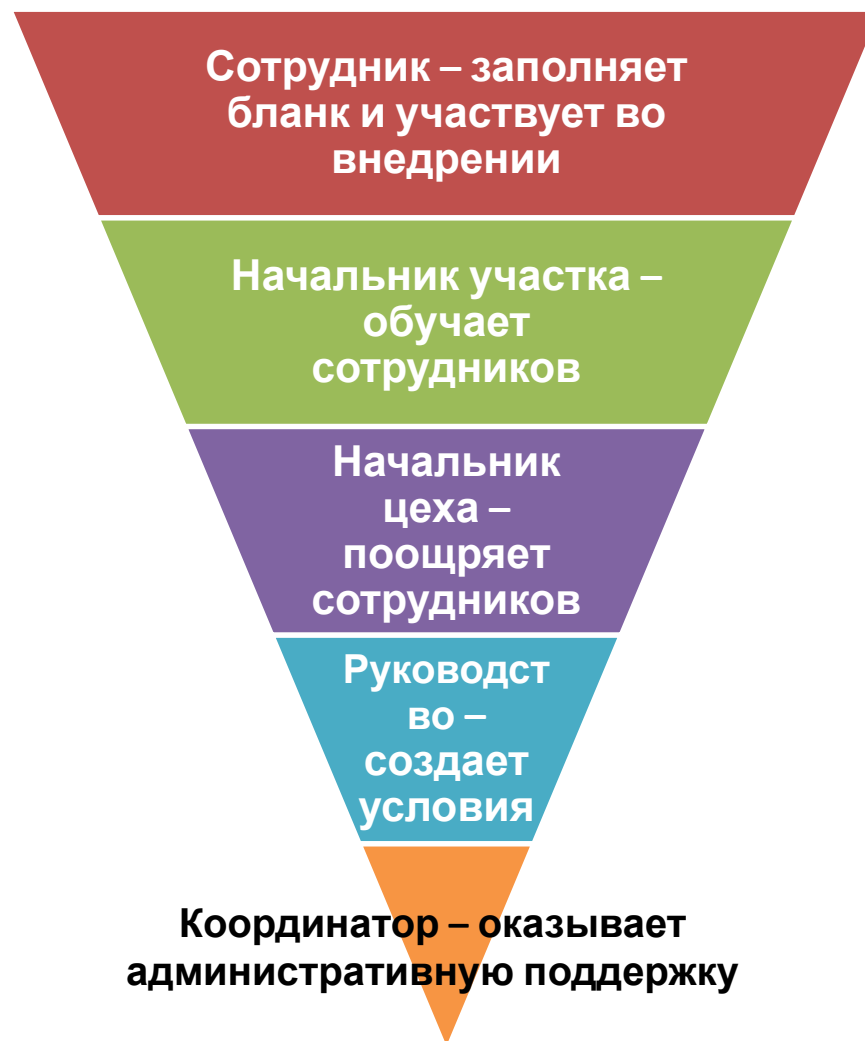 Сотрудник – заполняет
бланк и участвует во
внедрении
Начальник участка –
обучает
сотрудников
Начальник
цеха –
поощряет
сотрудников
Руководст
во –
создает
условия
Координатор – оказывает
административную поддержку